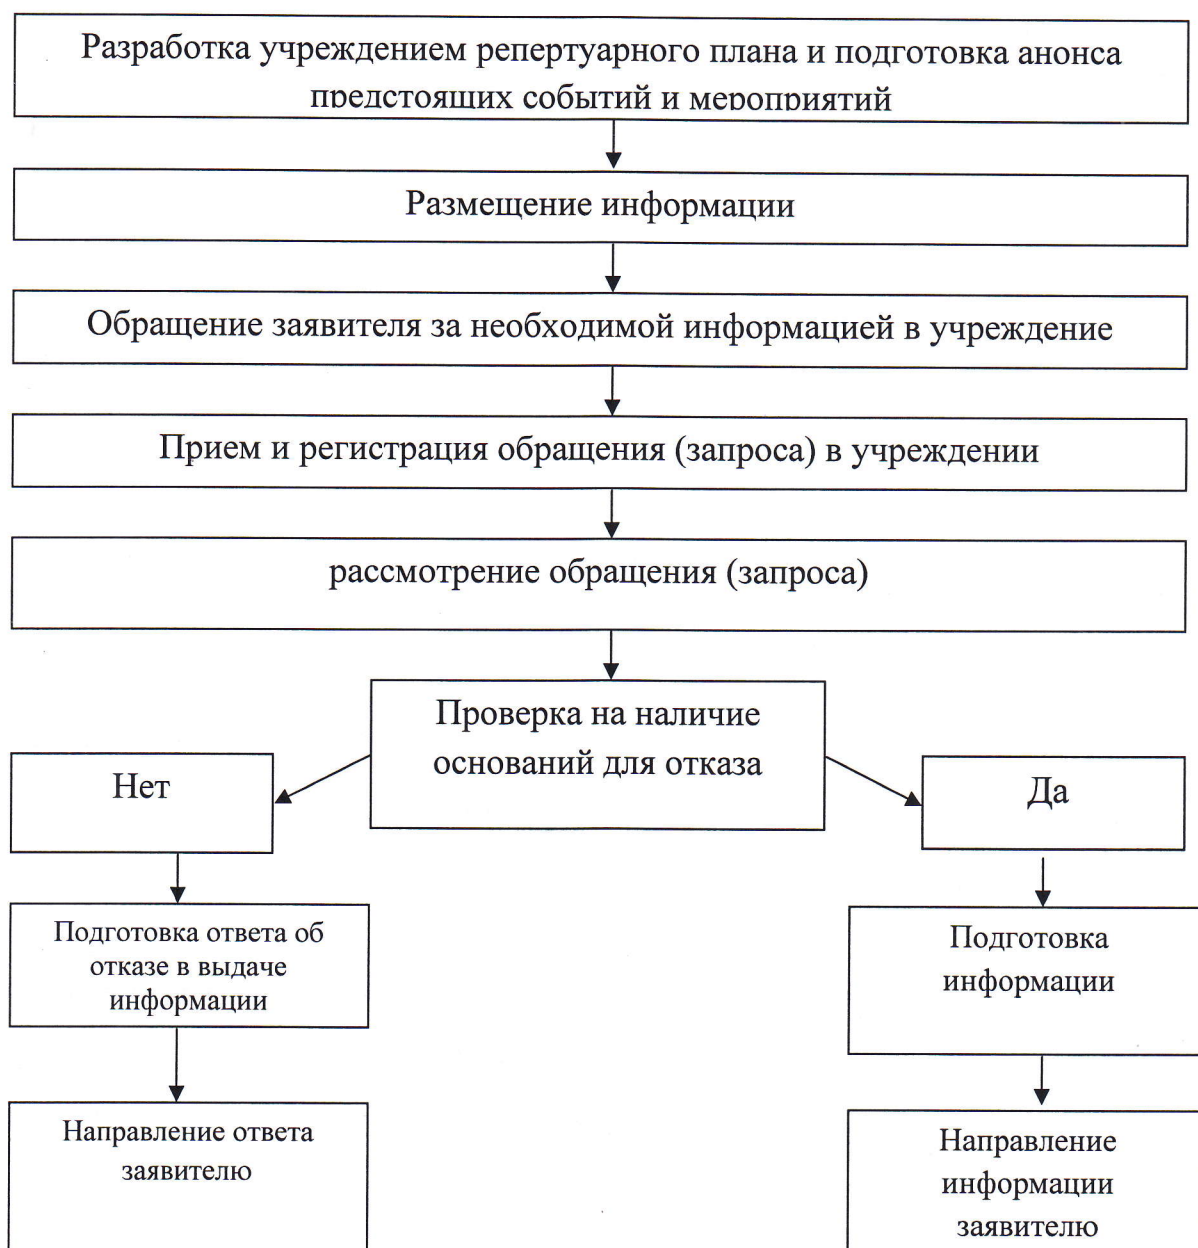 Разработка учреждением репертуарного плана и подготовка анонса
предстоящих событий и мероприятий
Размещение информации
Обращение заявителя за необходимой информацией в учреждение
Прием и регистрация обращения (запроса) в учреждении
рассмотрение обращения (запроса)
Проверка на наличие
оснований для отказа
Нет
Да
Подготовка ответа об
отказе в выдаче
информации
Подготовка
информации
Направление ответа
заявителю
Направление
информации
заявителю